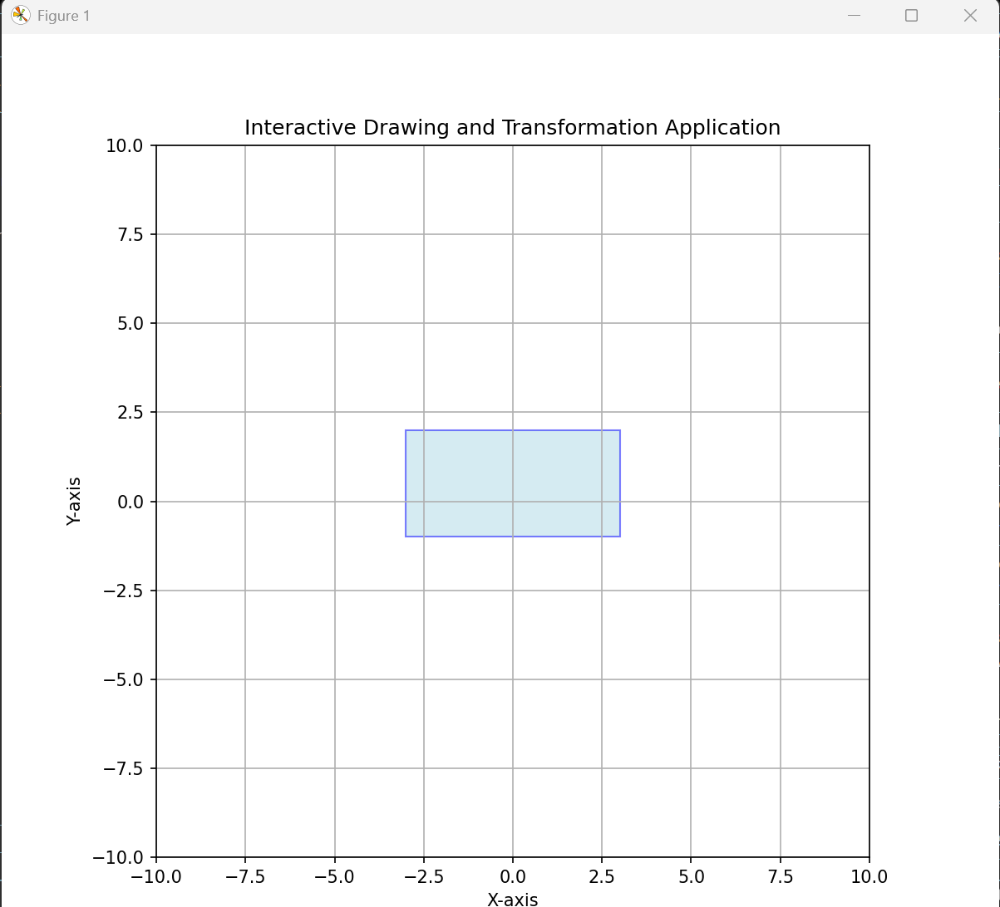 Figure 1
Interactive Drawing and Transformation Application
10.0
7.5
5.0
2.5
0.0
−2.5
−5.0
−7.5
−10.0
Y-axis
−10.0 −7.5 −5.0 −2.5 0.0 2.5 5.0 7.5 10.0
X-axis